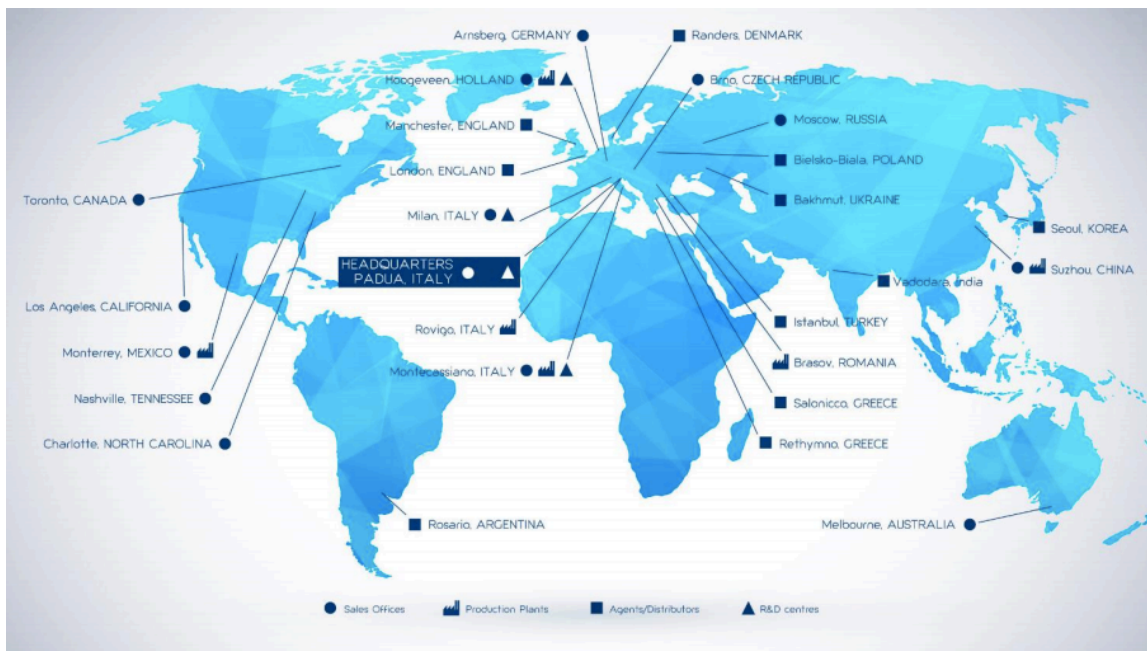 Arnsberg, GERMANY
Randers, DENMARK
Hoogeveen, HOLLAND
Brno, CZECH REPUBLIC
Manchester, ENGLAND
Moscow, RUSSIA
London, ENGLAND
Bielsko-Biala, POLAND
Toronto, CANADA
Bakhmut, UKRAINE
Milan, ITALY
Seoul, KOREA
HEADQUARTERS
PADUA, ITALY
Suzhou, CHINA
Vadodara, India
Los Angeles, CALIFORNIA
Rovigo, ITALY
Istanbul, TURKEY
Monterrey, MEXICO
Brasov, ROMANIA
Montecassiano, ITALY
Nashville, TENNESSEE
Salonicco, GREECE
Charlotte, NORTH CAROLINA
Rethymno, GREECE
Rosario, ARGENTINA
Melbourne, AUSTRALIA
Sales Offices
Production Plants
Agents/Distributors
R&D centres